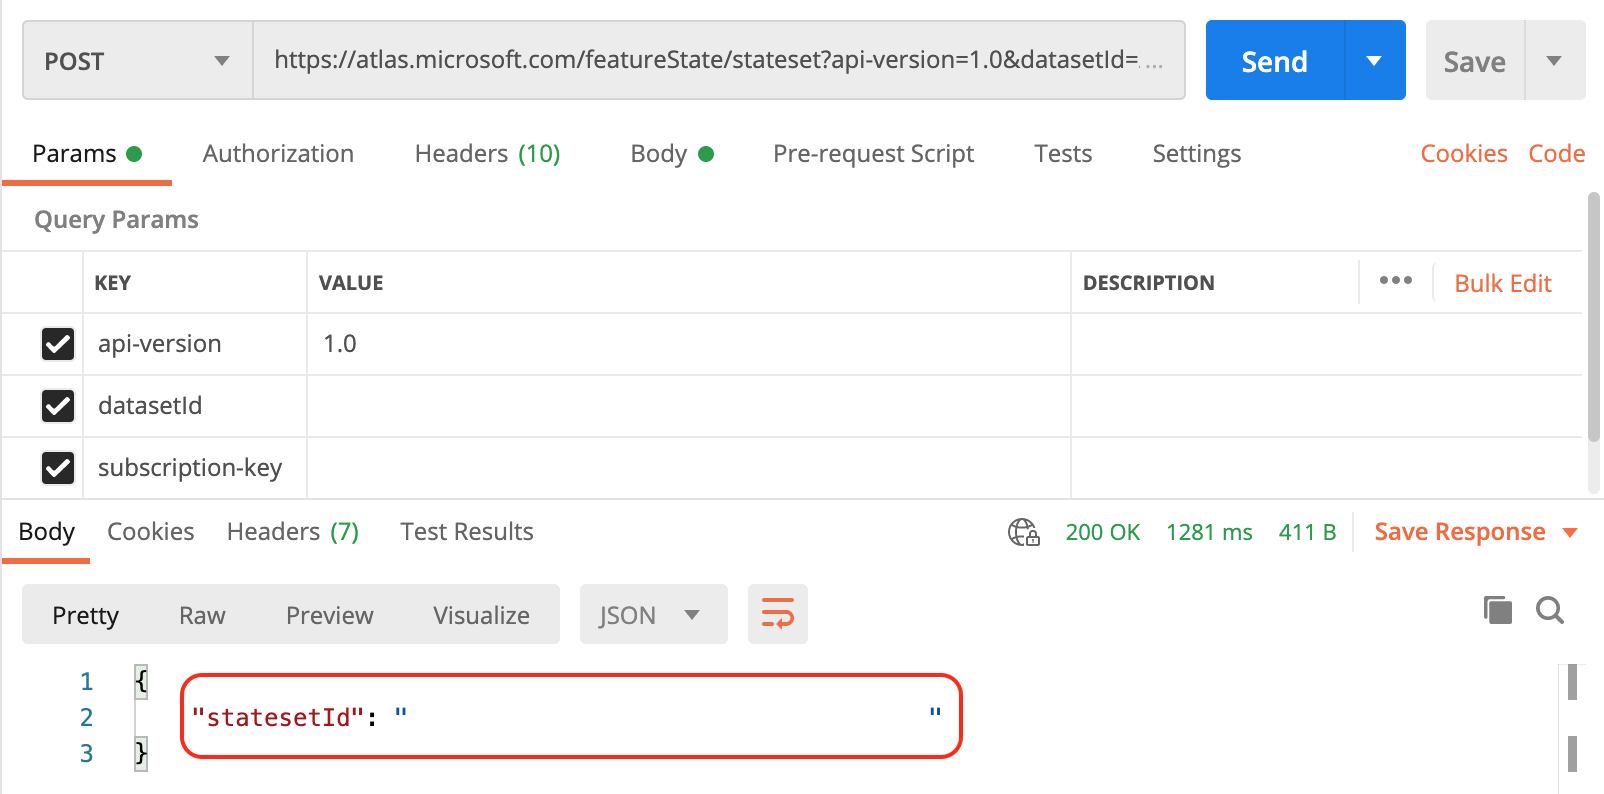 POST https://atlas.microsoft.com/featureState/stateset?api-version=1.0&datasetId=... Send Save
Params Authorization Headers (10) Body Pre-request Script Tests Settings Cookies Code
Query Params
KEY VALUE DESCRIPTION ••• Bulk Edit
api-version 1.0
datasetId
subscription-key
Body Cookies Headers (7) Test Results 200 OK 1281 ms 411 B Save Response
Pretty Raw Preview Visualize JSON
1 {
2 "statesetId": " "
3 }